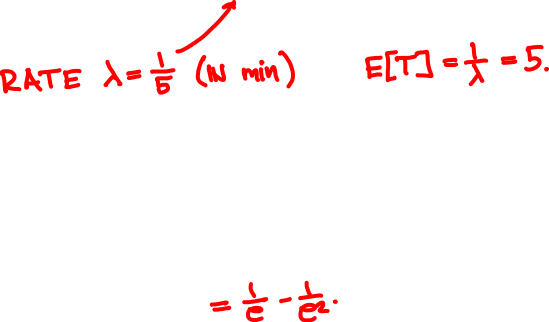 RATE λ = 1/5 (IN min) E[T] = 1/λ = 5.
= 1/e - 1/e².